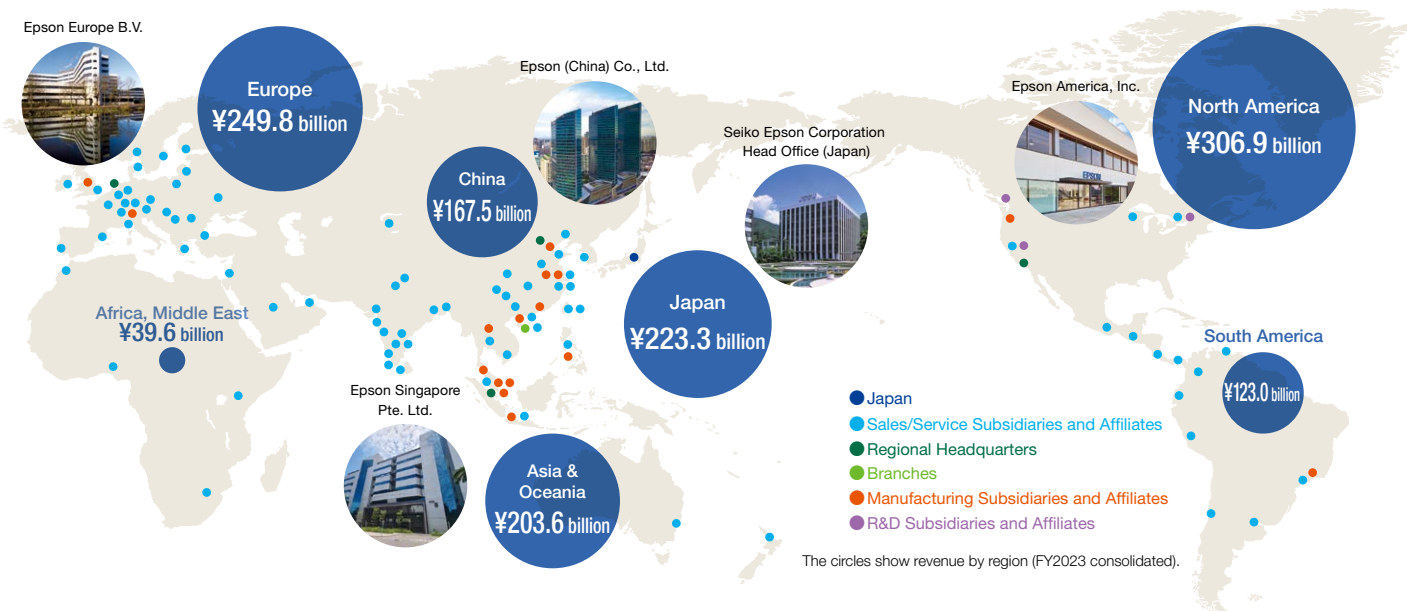 Epson Europe B.V.
Europe
¥249.8 billion
Epson (China) Co., Ltd.
China
¥167.5 billion
Seiko Epson Corporation
Head Office (Japan)
Japan
¥223.3 billion
Epson America, Inc.
EPSON
North America
¥306.9 billion
Africa, Middle East
¥39.6 billion
Epson Singapore
Pte. Ltd.
Asia &
Oceania
¥203.6 billion
South America
¥123.0 billion
Japan
Sales/Service Subsidiaries and Affiliates
Regional Headquarters
Branches
Manufacturing Subsidiaries and Affiliates
R&D Subsidiaries and Affiliates
The circles show revenue by region (FY2023 consolidated).